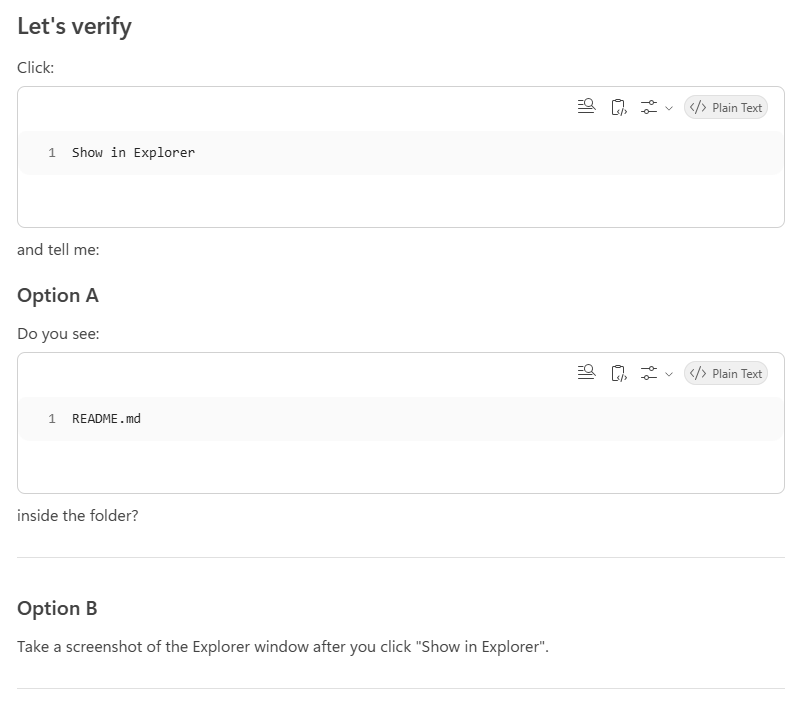 Let's verify
Click:
</> Plain Text
1 Show in Explorer
and tell me:
Option A
Do you see:
</> Plain Text
1 README.md
inside the folder?
Option B
Take a screenshot of the Explorer window after you click "Show in Explorer".